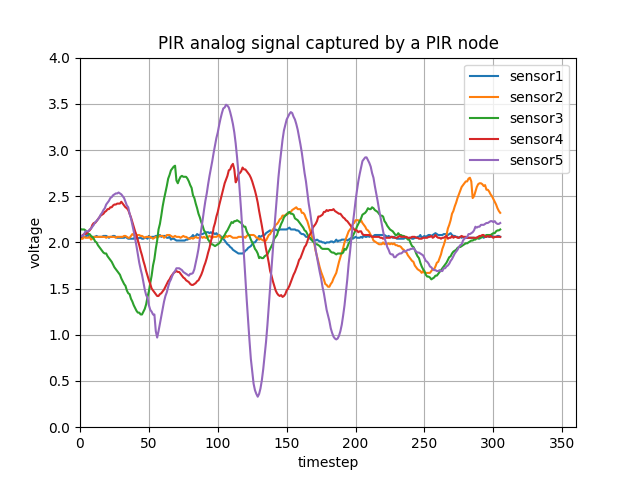 PIR analog signal captured by a PIR node
4.0
3.5
3.0
2.5
2.0
1.5
1.0
0.5
0.0
voltage
sensor1
sensor2
sensor3
sensor4
sensor5
0 50 100 150 200 250 300 350
timestep